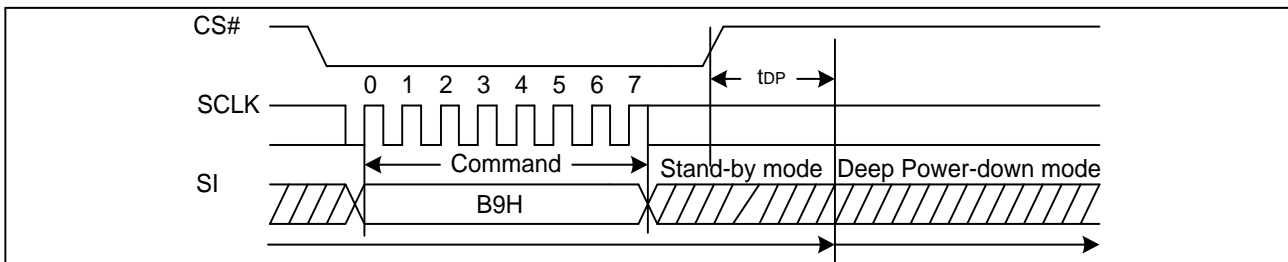 CS#
tDP
0 1 2 3 4 5 6 7
SCLK
Command
Stand-by mode Deep Power-down mode
SI
B9H